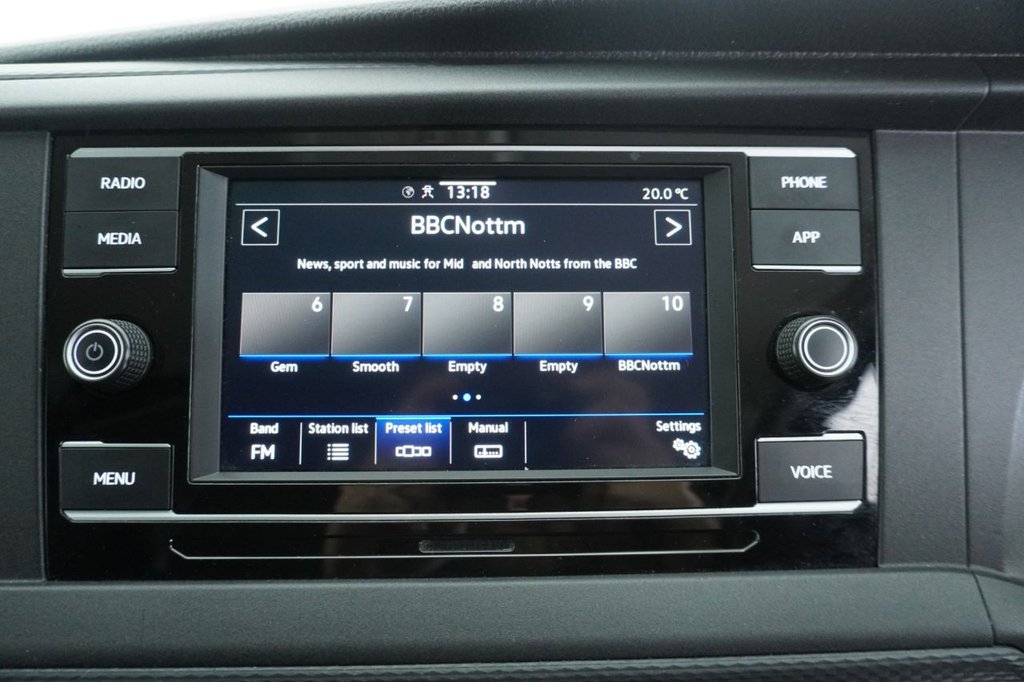 RADIO
MEDIA
MENU
13:18
20.0 °C
< BBCNottm >
News, sport and music for Mid and North Notts from the BBC
6 7 8 9 10
Gem Smooth Empty Empty BBCNottm
Band Station list Preset list Manual Settings
FM
PHONE
APP
VOICE